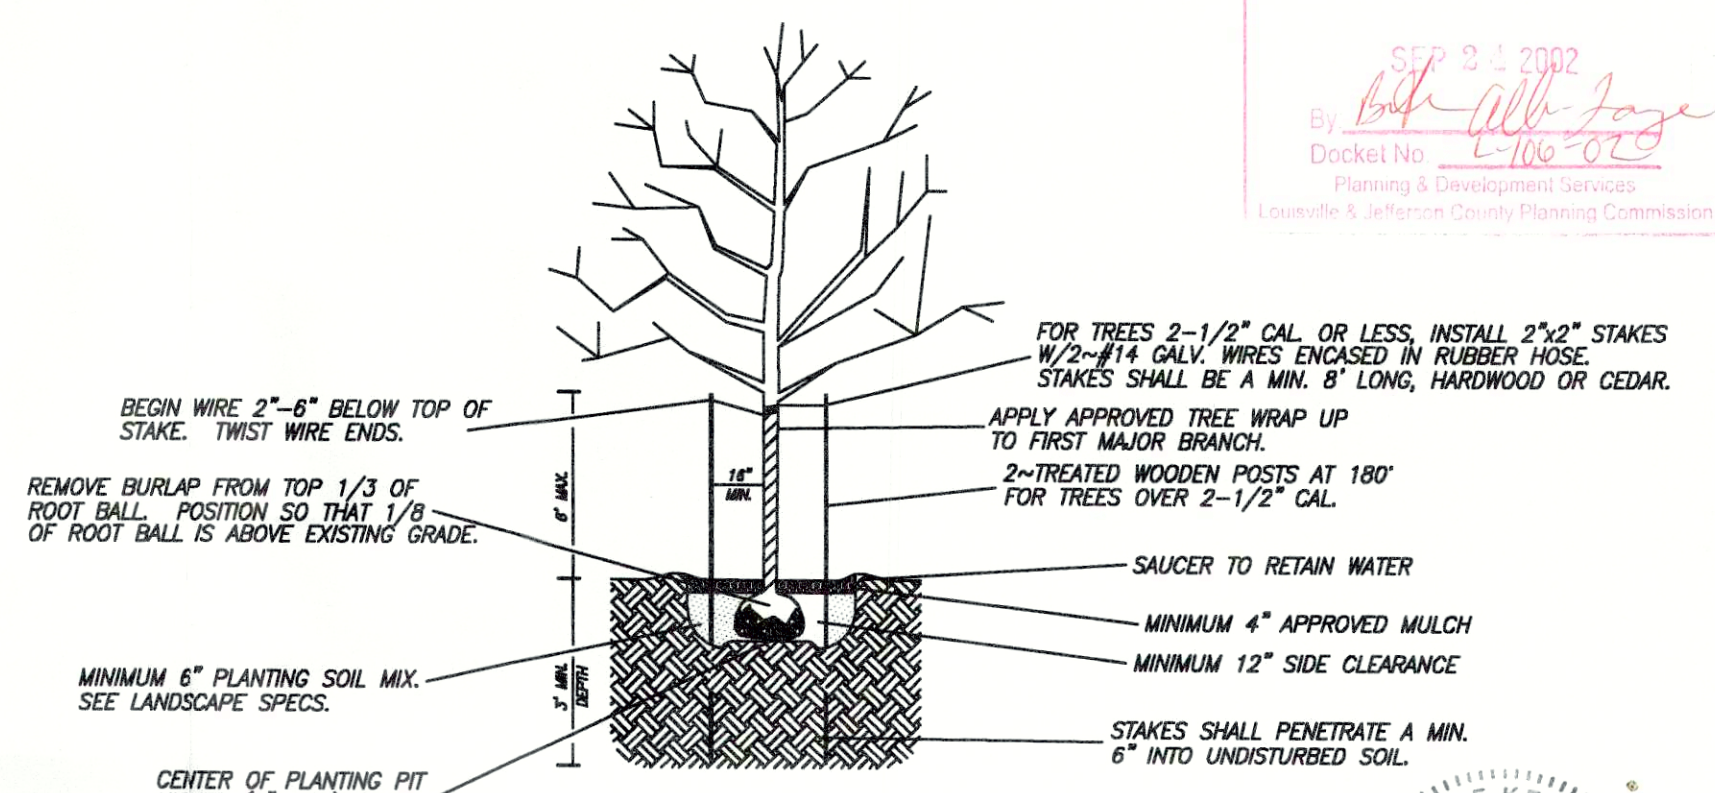 SEP 24 2002
By
Docket No. L-106-02
Planning & Development Services
Louisville & Jefferson County Planning Commission
FOR TREES 2-1/2" CAL. OR LESS, INSTALL 2"x2" STAKES
W/2~#14 GALV. WIRES ENCASED IN RUBBER HOSE.
STAKES SHALL BE A MIN. 8' LONG, HARDWOOD OR CEDAR.
BEGIN WIRE 2"-6" BELOW TOP OF
STAKE. TWIST WIRE ENDS.
APPLY APPROVED TREE WRAP UP
TO FIRST MAJOR BRANCH.
2~TREATED WOODEN POSTS AT 180°
FOR TREES OVER 2-1/2" CAL.
REMOVE BURLAP FROM TOP 1/3 OF
ROOT BALL. POSITION SO THAT 1/8
OF ROOT BALL IS ABOVE EXISTING GRADE.
6' MAX.
16"
MIN.
SAUCER TO RETAIN WATER
MINIMUM 4" APPROVED MULCH
MINIMUM 12" SIDE CLEARANCE
MINIMUM 6" PLANTING SOIL MIX.
SEE LANDSCAPE SPECS.
3' MIN.
DEPTH
STAKES SHALL PENETRATE A MIN.
6" INTO UNDISTURBED SOIL.
CENTER OF PLANTING PIT